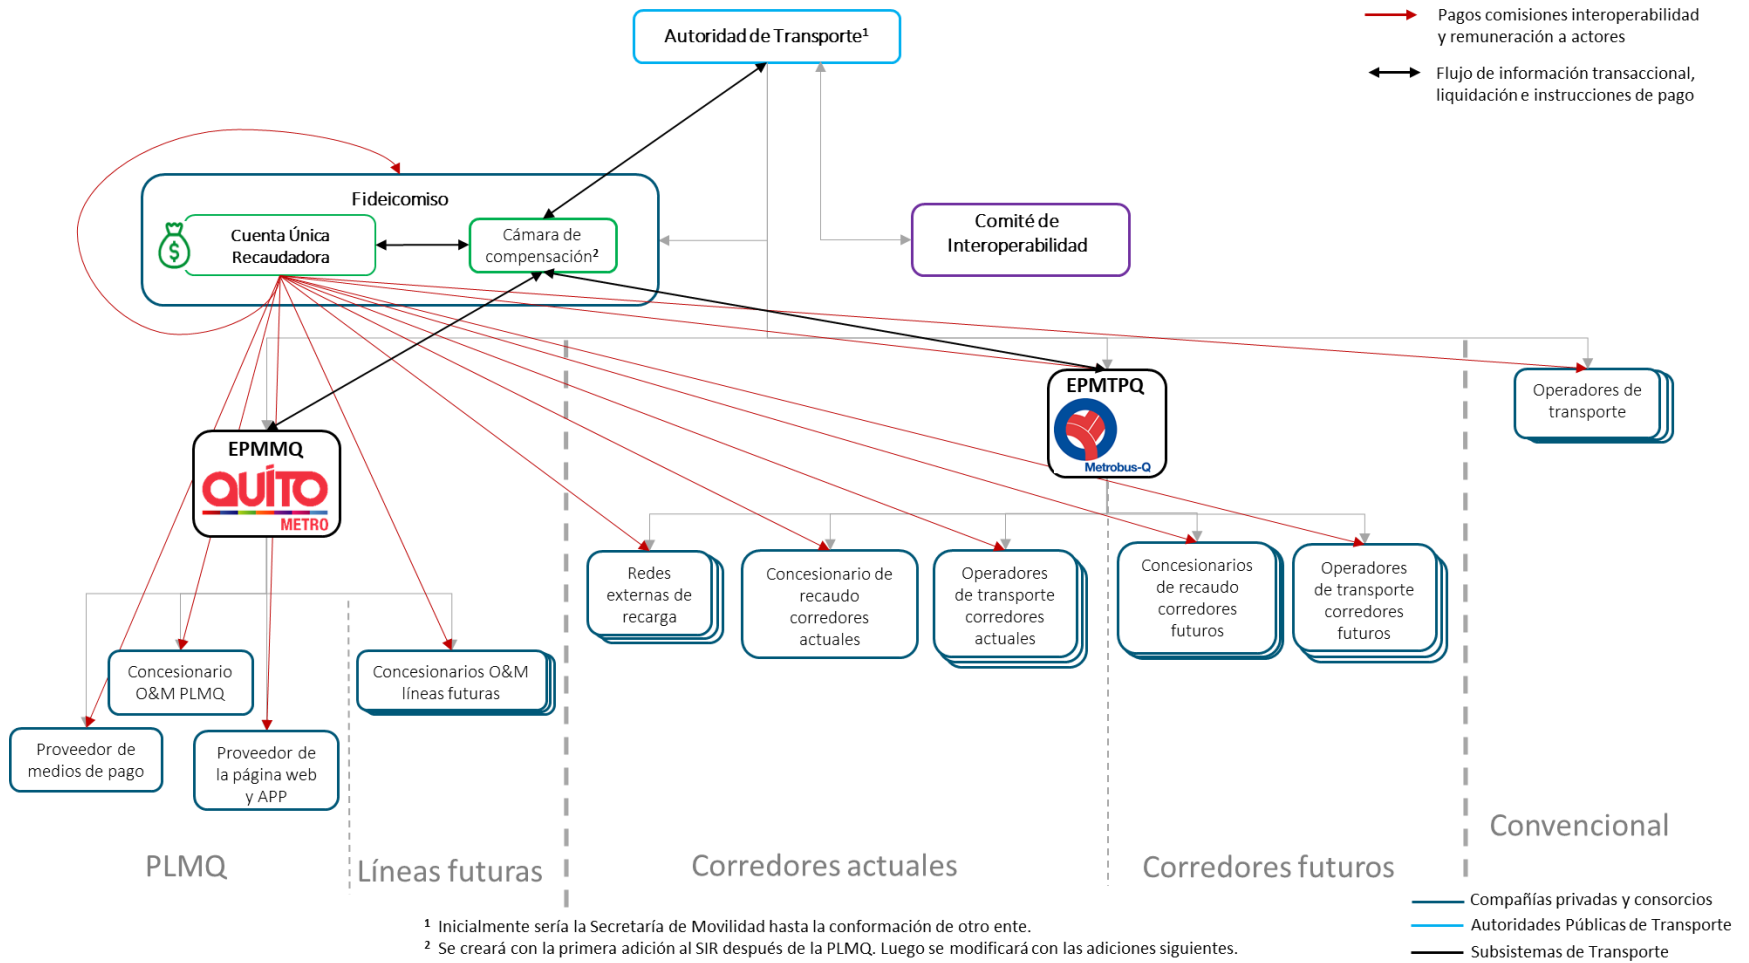 Autoridad de Transporte¹
Pagos comisiones interoperabilidad
y remuneración a actores
Flujo de información transaccional,
liquidación e instrucciones de pago
Fideicomiso
Cuenta Única
Recaudadora
Cámara de
compensación²
Comité de
Interoperabilidad
EPMMQ
QUÍTO
METRO
EPMTPQ
Metrobus-Q
Operadores de
transporte
Redes
externas de
recarga
Concesionario de
recaudo
corredores
actuales
Operadores
de transporte
corredores
actuales
Concesionarios
de recaudo
corredores
futuros
Operadores
de transporte
corredores
futuros
Concesionario
O&M PLMQ
Concesionarios O&M
líneas futuras
Proveedor de
medios de pago
Proveedor de
la página web
y APP
PLMQ
Líneas futuras
Corredores actuales
Corredores futuros
Convencional
Compañías privadas y consorcios
Autoridades Públicas de Transporte
Subsistemas de Transporte
¹ Inicialmente sería la Secretaría de Movilidad hasta la conformación de otro ente.
² Se creará con la primera adición al SIR después de la PLMQ. Luego se modificará con las adiciones siguientes.